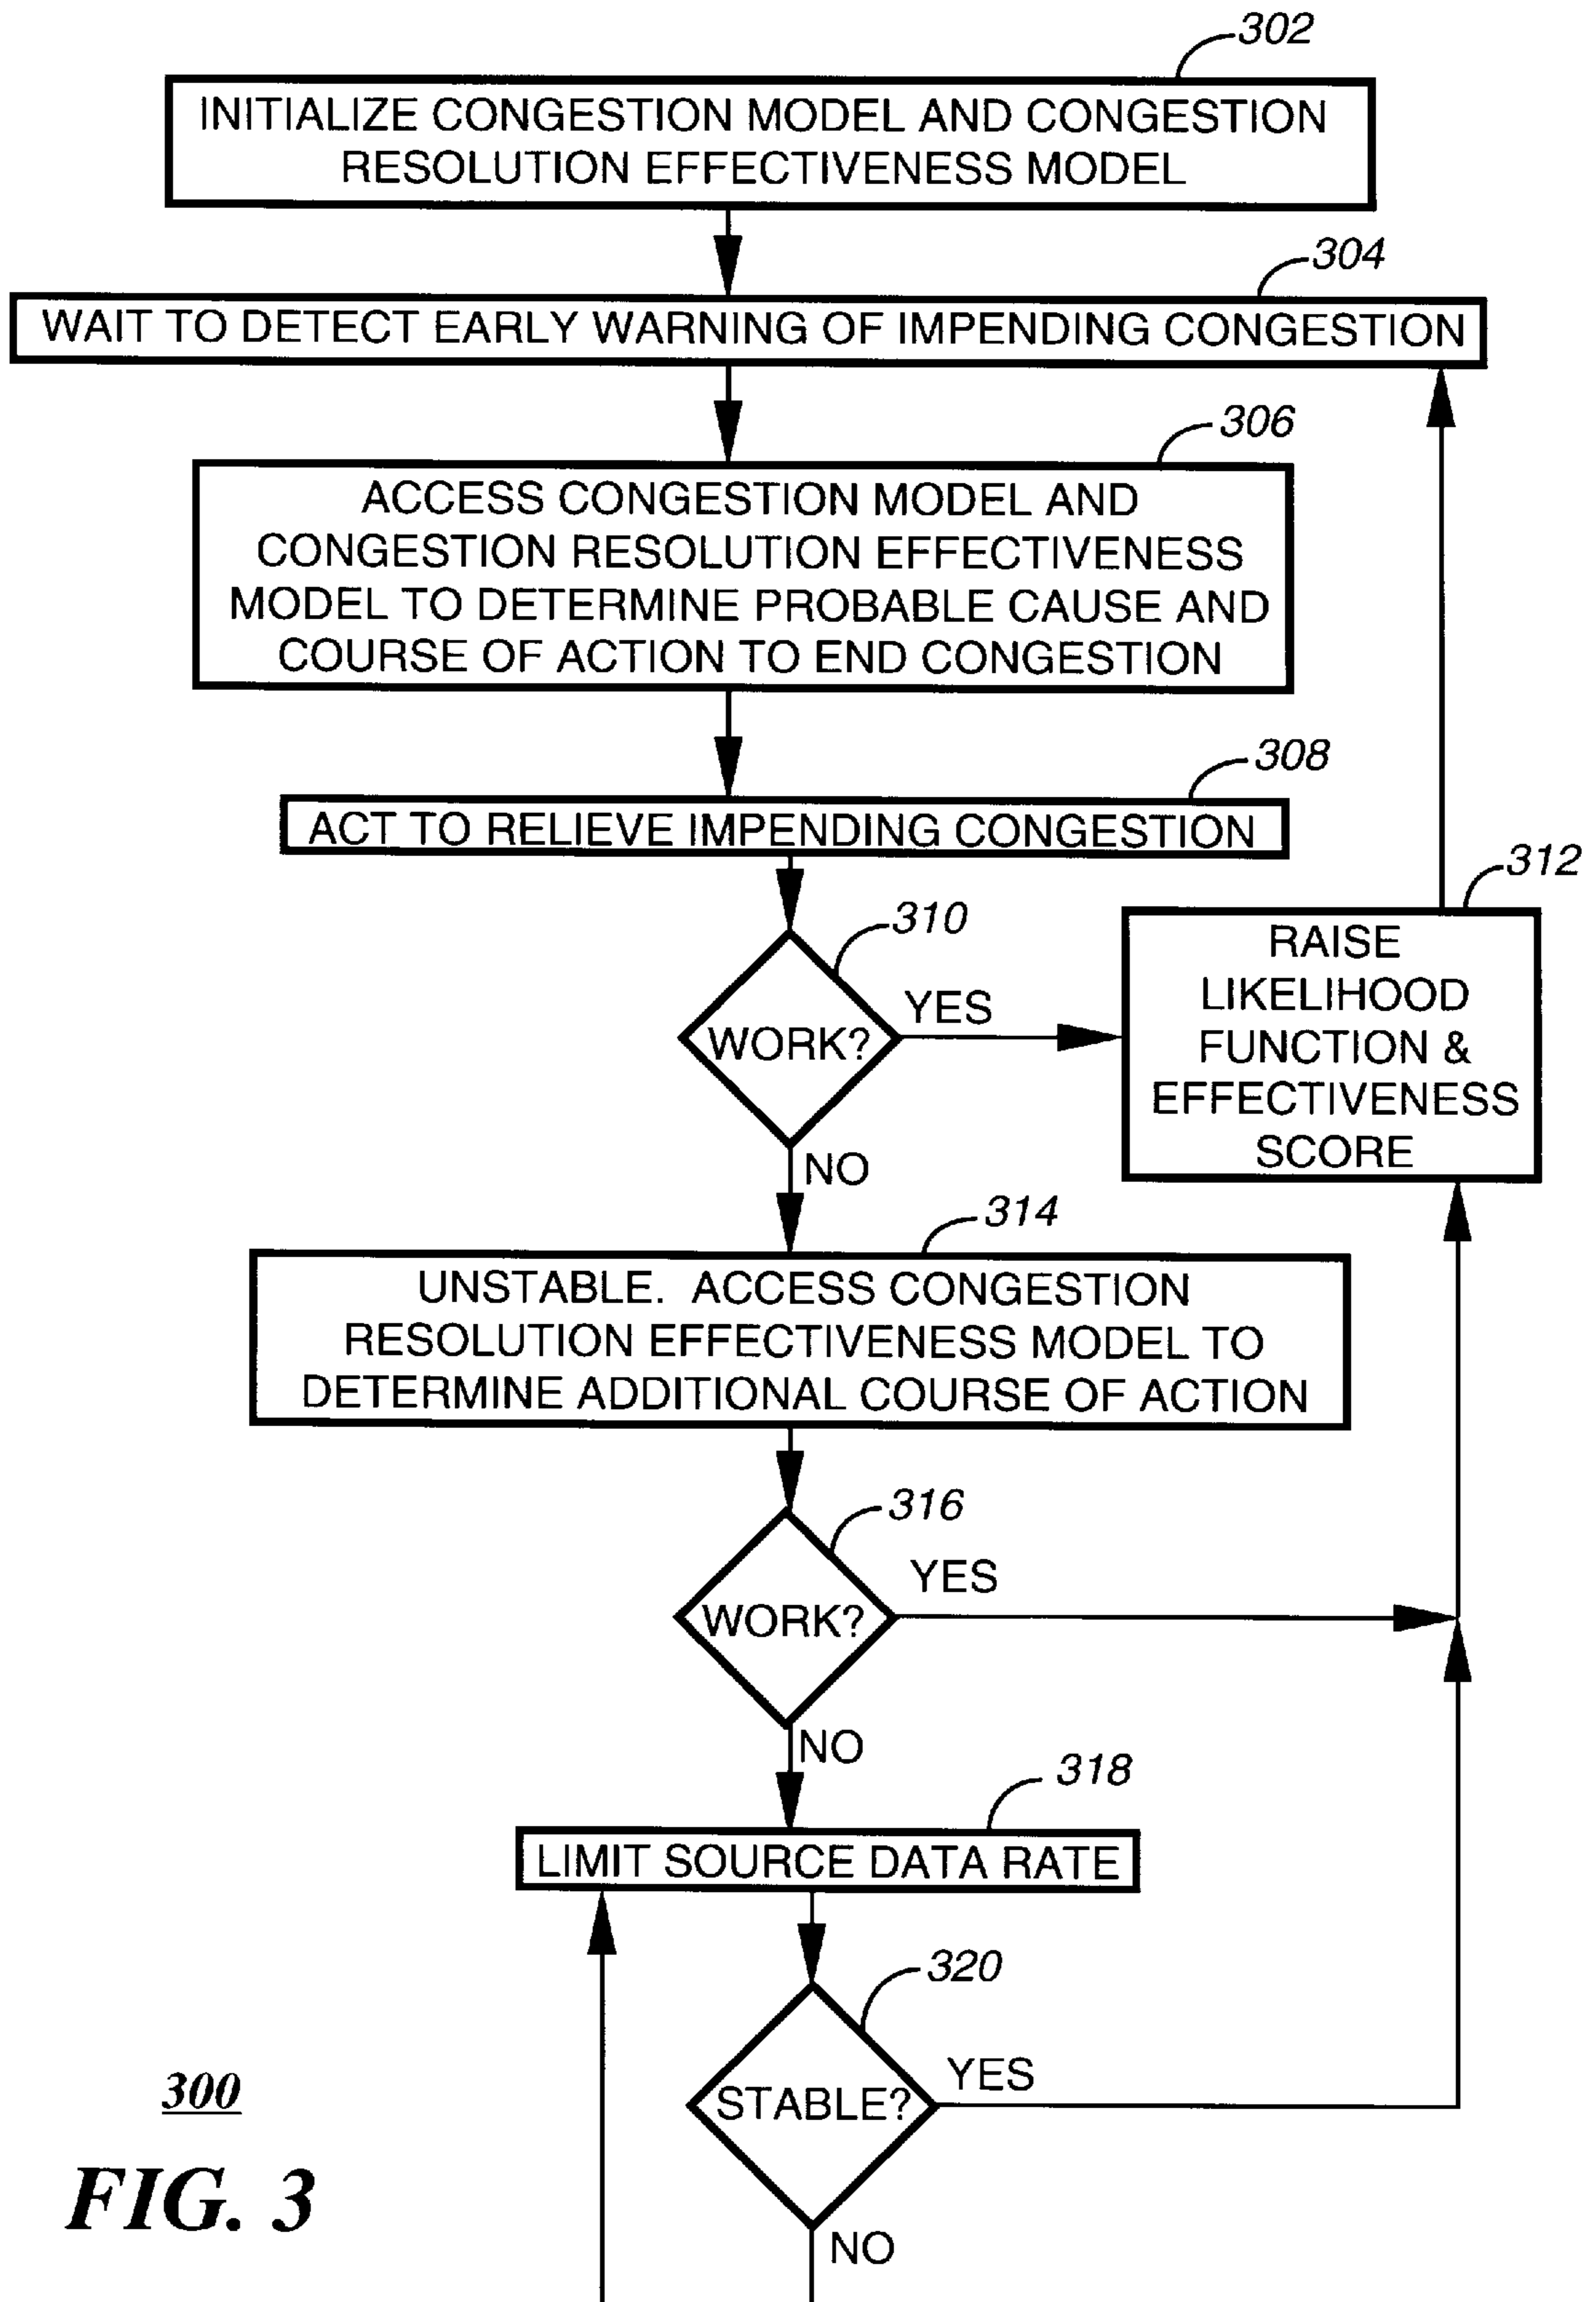 302
INITIALIZE CONGESTION MODEL AND CONGESTION
RESOLUTION EFFECTIVENESS MODEL
304
WAIT TO DETECT EARLY WARNING OF IMPENDING CONGESTION
306
ACCESS CONGESTION MODEL AND
CONGESTION RESOLUTION EFFECTIVENESS
MODEL TO DETERMINE PROBABLE CAUSE AND
COURSE OF ACTION TO END CONGESTION
308
ACT TO RELIEVE IMPENDING CONGESTION
310
WORK?
YES
312
RAISE
LIKELIHOOD
FUNCTION &
EFFECTIVENESS
SCORE
NO
314
UNSTABLE. ACCESS CONGESTION
RESOLUTION EFFECTIVENESS MODEL TO
DETERMINE ADDITIONAL COURSE OF ACTION
316
WORK?
YES
NO
318
LIMIT SOURCE DATA RATE
320
STABLE?
YES
NO
300
FIG. 3